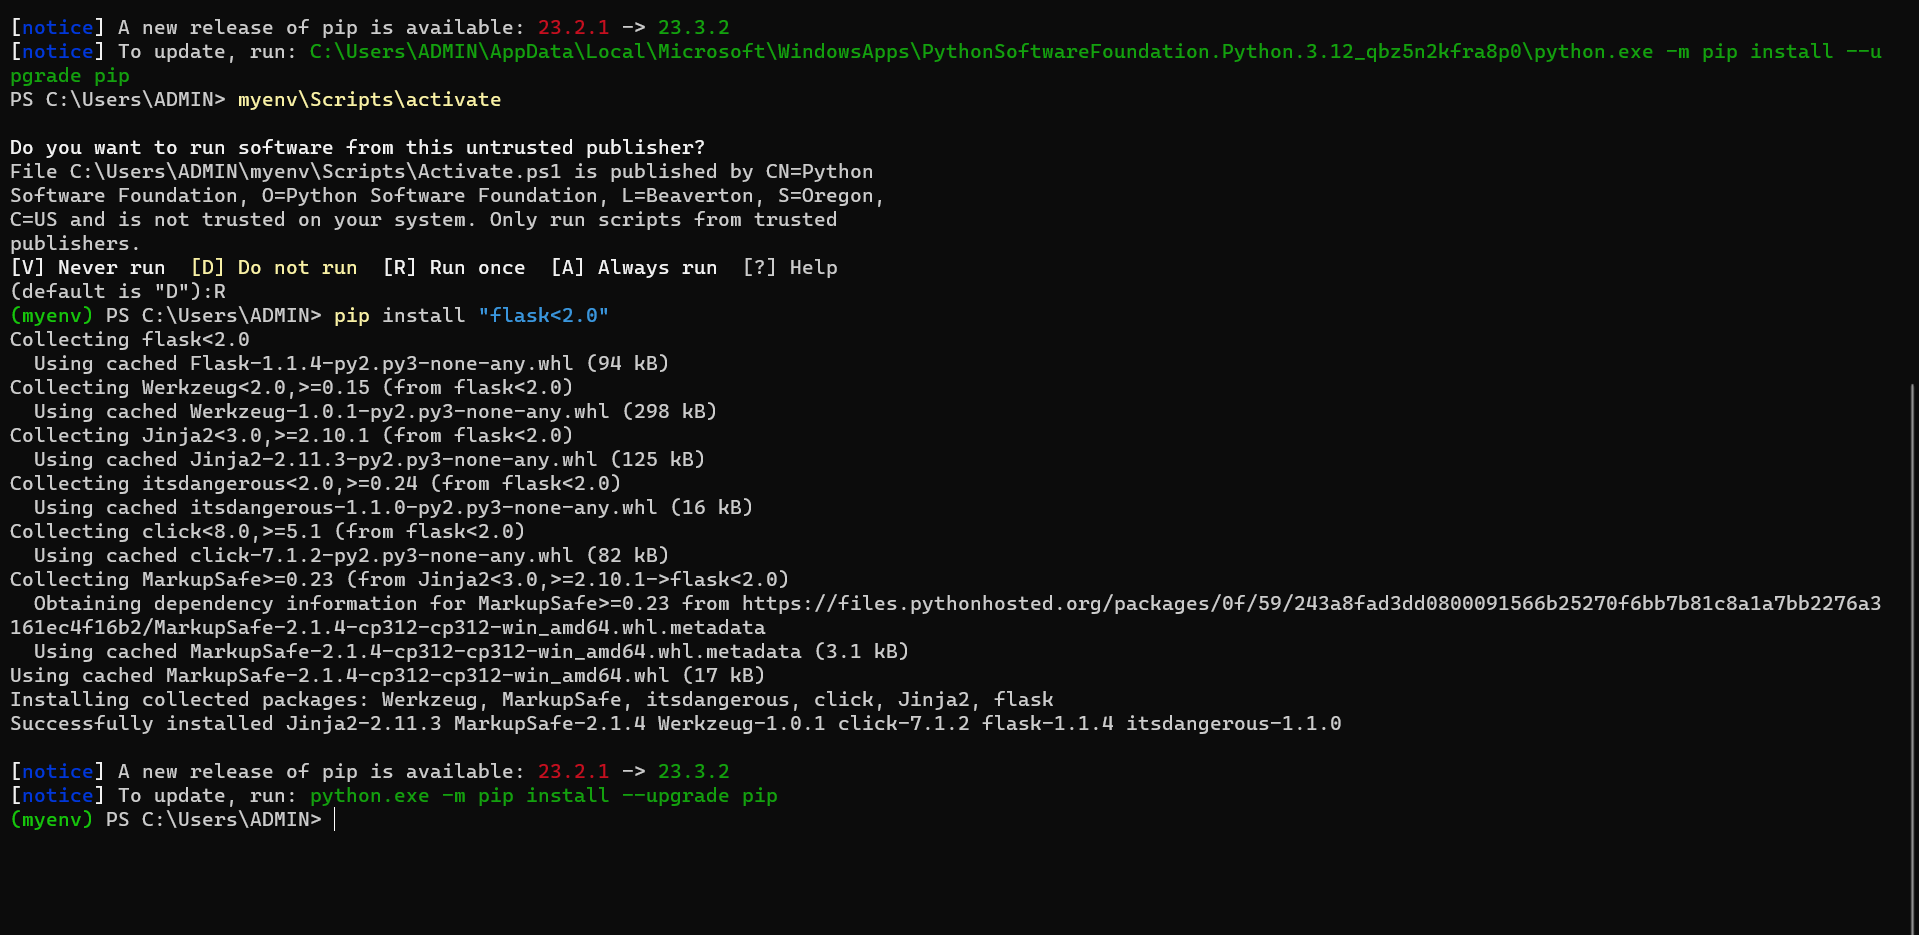 [notice] A new release of pip is available: 23.2.1 -> 23.3.2
[notice] To update, run: C:\Users\ADMIN\AppData\Local\Microsoft\WindowsApps\PythonSoftwareFoundation.Python.3.12_qbz5n2kfra8p0\python.exe -m pip install --u
pgrade pip
PS C:\Users\ADMIN> myenv\Scripts\activate
Do you want to run software from this untrusted publisher?
File C:\Users\ADMIN\myenv\Scripts\Activate.ps1 is published by CN=Python
Software Foundation, O=Python Software Foundation, L=Beaverton, S=Oregon,
C=US and is not trusted on your system. Only run scripts from trusted
publishers.
[V] Never run  [D] Do not run  [R] Run once  [A] Always run  [?] Help
(default is "D"):R
(myenv) PS C:\Users\ADMIN> pip install "flask<2.0"
Collecting flask<2.0
  Using cached Flask-1.1.4-py2.py3-none-any.whl (94 kB)
Collecting Werkzeug<2.0,>=0.15 (from flask<2.0)
  Using cached Werkzeug-1.0.1-py2.py3-none-any.whl (298 kB)
Collecting Jinja2<3.0,>=2.10.1 (from flask<2.0)
  Using cached Jinja2-2.11.3-py2.py3-none-any.whl (125 kB)
Collecting itsdangerous<2.0,>=0.24 (from flask<2.0)
  Using cached itsdangerous-1.1.0-py2.py3-none-any.whl (16 kB)
Collecting click<8.0,>=5.1 (from flask<2.0)
  Using cached click-7.1.2-py2.py3-none-any.whl (82 kB)
Collecting MarkupSafe>=0.23 (from Jinja2<3.0,>=2.10.1->flask<2.0)
  Obtaining dependency information for MarkupSafe>=0.23 from https://files.pythonhosted.org/packages/0f/59/243a8fad3dd0800091566b25270f6bb7b81c8a1a7bb2276a3
161ec4f16b2/MarkupSafe-2.1.4-cp312-cp312-win_amd64.whl.metadata
  Using cached MarkupSafe-2.1.4-cp312-cp312-win_amd64.whl.metadata (3.1 kB)
Using cached MarkupSafe-2.1.4-cp312-cp312-win_amd64.whl (17 kB)
Installing collected packages: Werkzeug, MarkupSafe, itsdangerous, click, Jinja2, flask
Successfully installed Jinja2-2.11.3 MarkupSafe-2.1.4 Werkzeug-1.0.1 click-7.1.2 flask-1.1.4 itsdangerous-1.1.0
[notice] A new release of pip is available: 23.2.1 -> 23.3.2
[notice] To update, run: python.exe -m pip install --upgrade pip
(myenv) PS C:\Users\ADMIN>